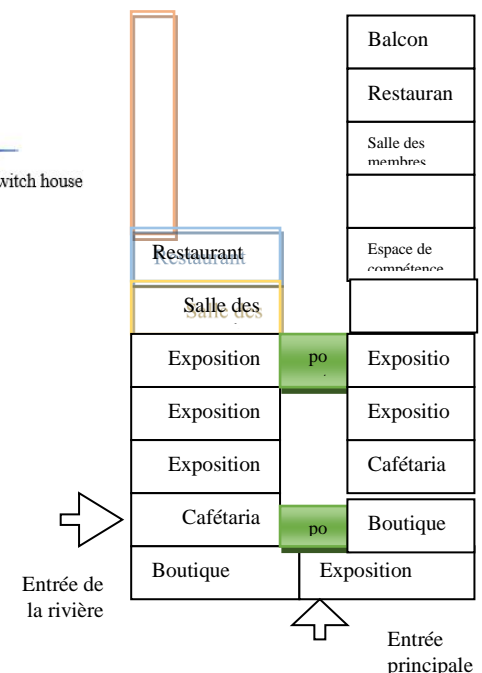 Balcon
Restauran
Salle des
membres
witch house
Restaurant
Espace de
compétence
Salle des
Exposition
po
Expositio
Exposition
Expositio
Exposition
Cafétaria
Cafétaria
po
Boutique
Boutique
Exposition
Entrée de
la rivière
Entrée
principale